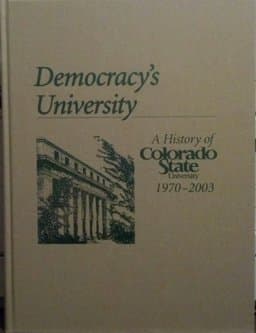 Democracy's
University
A History of
Colorado
State
University
1970-2003